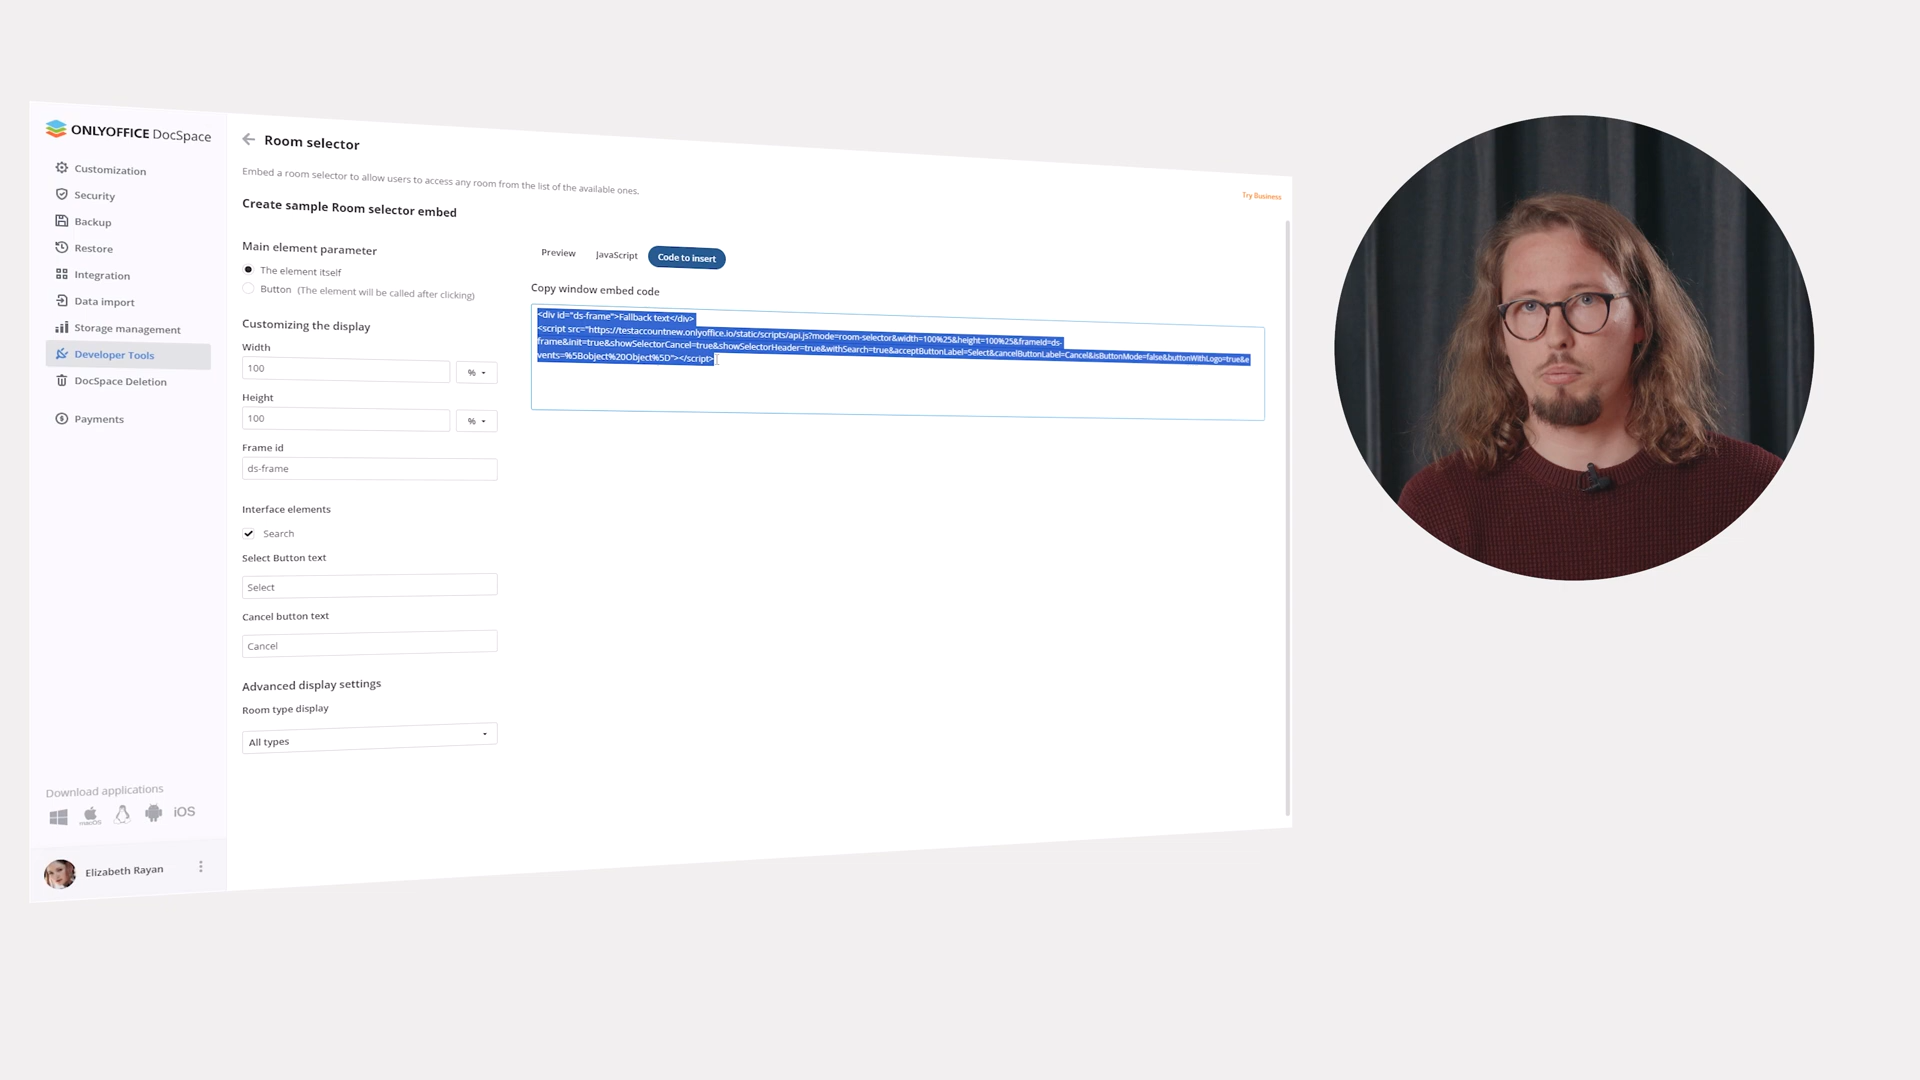 ONLYOFFICE DocSpace
Customization
Security
Backup
Restore
Integration
Data import
Storage management
Developer Tools
DocSpace Deletion
Payments
Download applications
macOS
iOS
Elizabeth Rayan
Room selector
Embed a room selector to allow users to access any room from the list of the available ones.
Try Business
Create sample Room selector embed
Main element parameter
The element itself
Button (The element will be called after clicking)
Customizing the display
Width
100
%
Height
100
%
Frame id
ds-frame
Interface elements
Search
Select Button text
Select
Cancel button text
Cancel
Advanced display settings
Room type display
All types
Preview
JavaScript
Code to insert
Copy window embed code
<div id="ds-frame">Fallback text</div>
<script src="https://testaccountnew.onlyoffice.io/static/scripts/api.js?mode=room-selector&width=100%25&height=100%25&frameId=ds-
frame&init=true&showSelectorCancel=true&showSelectorHeader=true&withSearch=true&acceptButtonLabel=Select&cancelButtonLabel=Cancel&isButtonMode=false&buttonWithLogo=true&e
vents=%5Bobject%20Object%5D"></script>